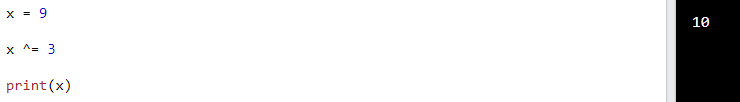 x = 9
x ^= 3
print(x)
10